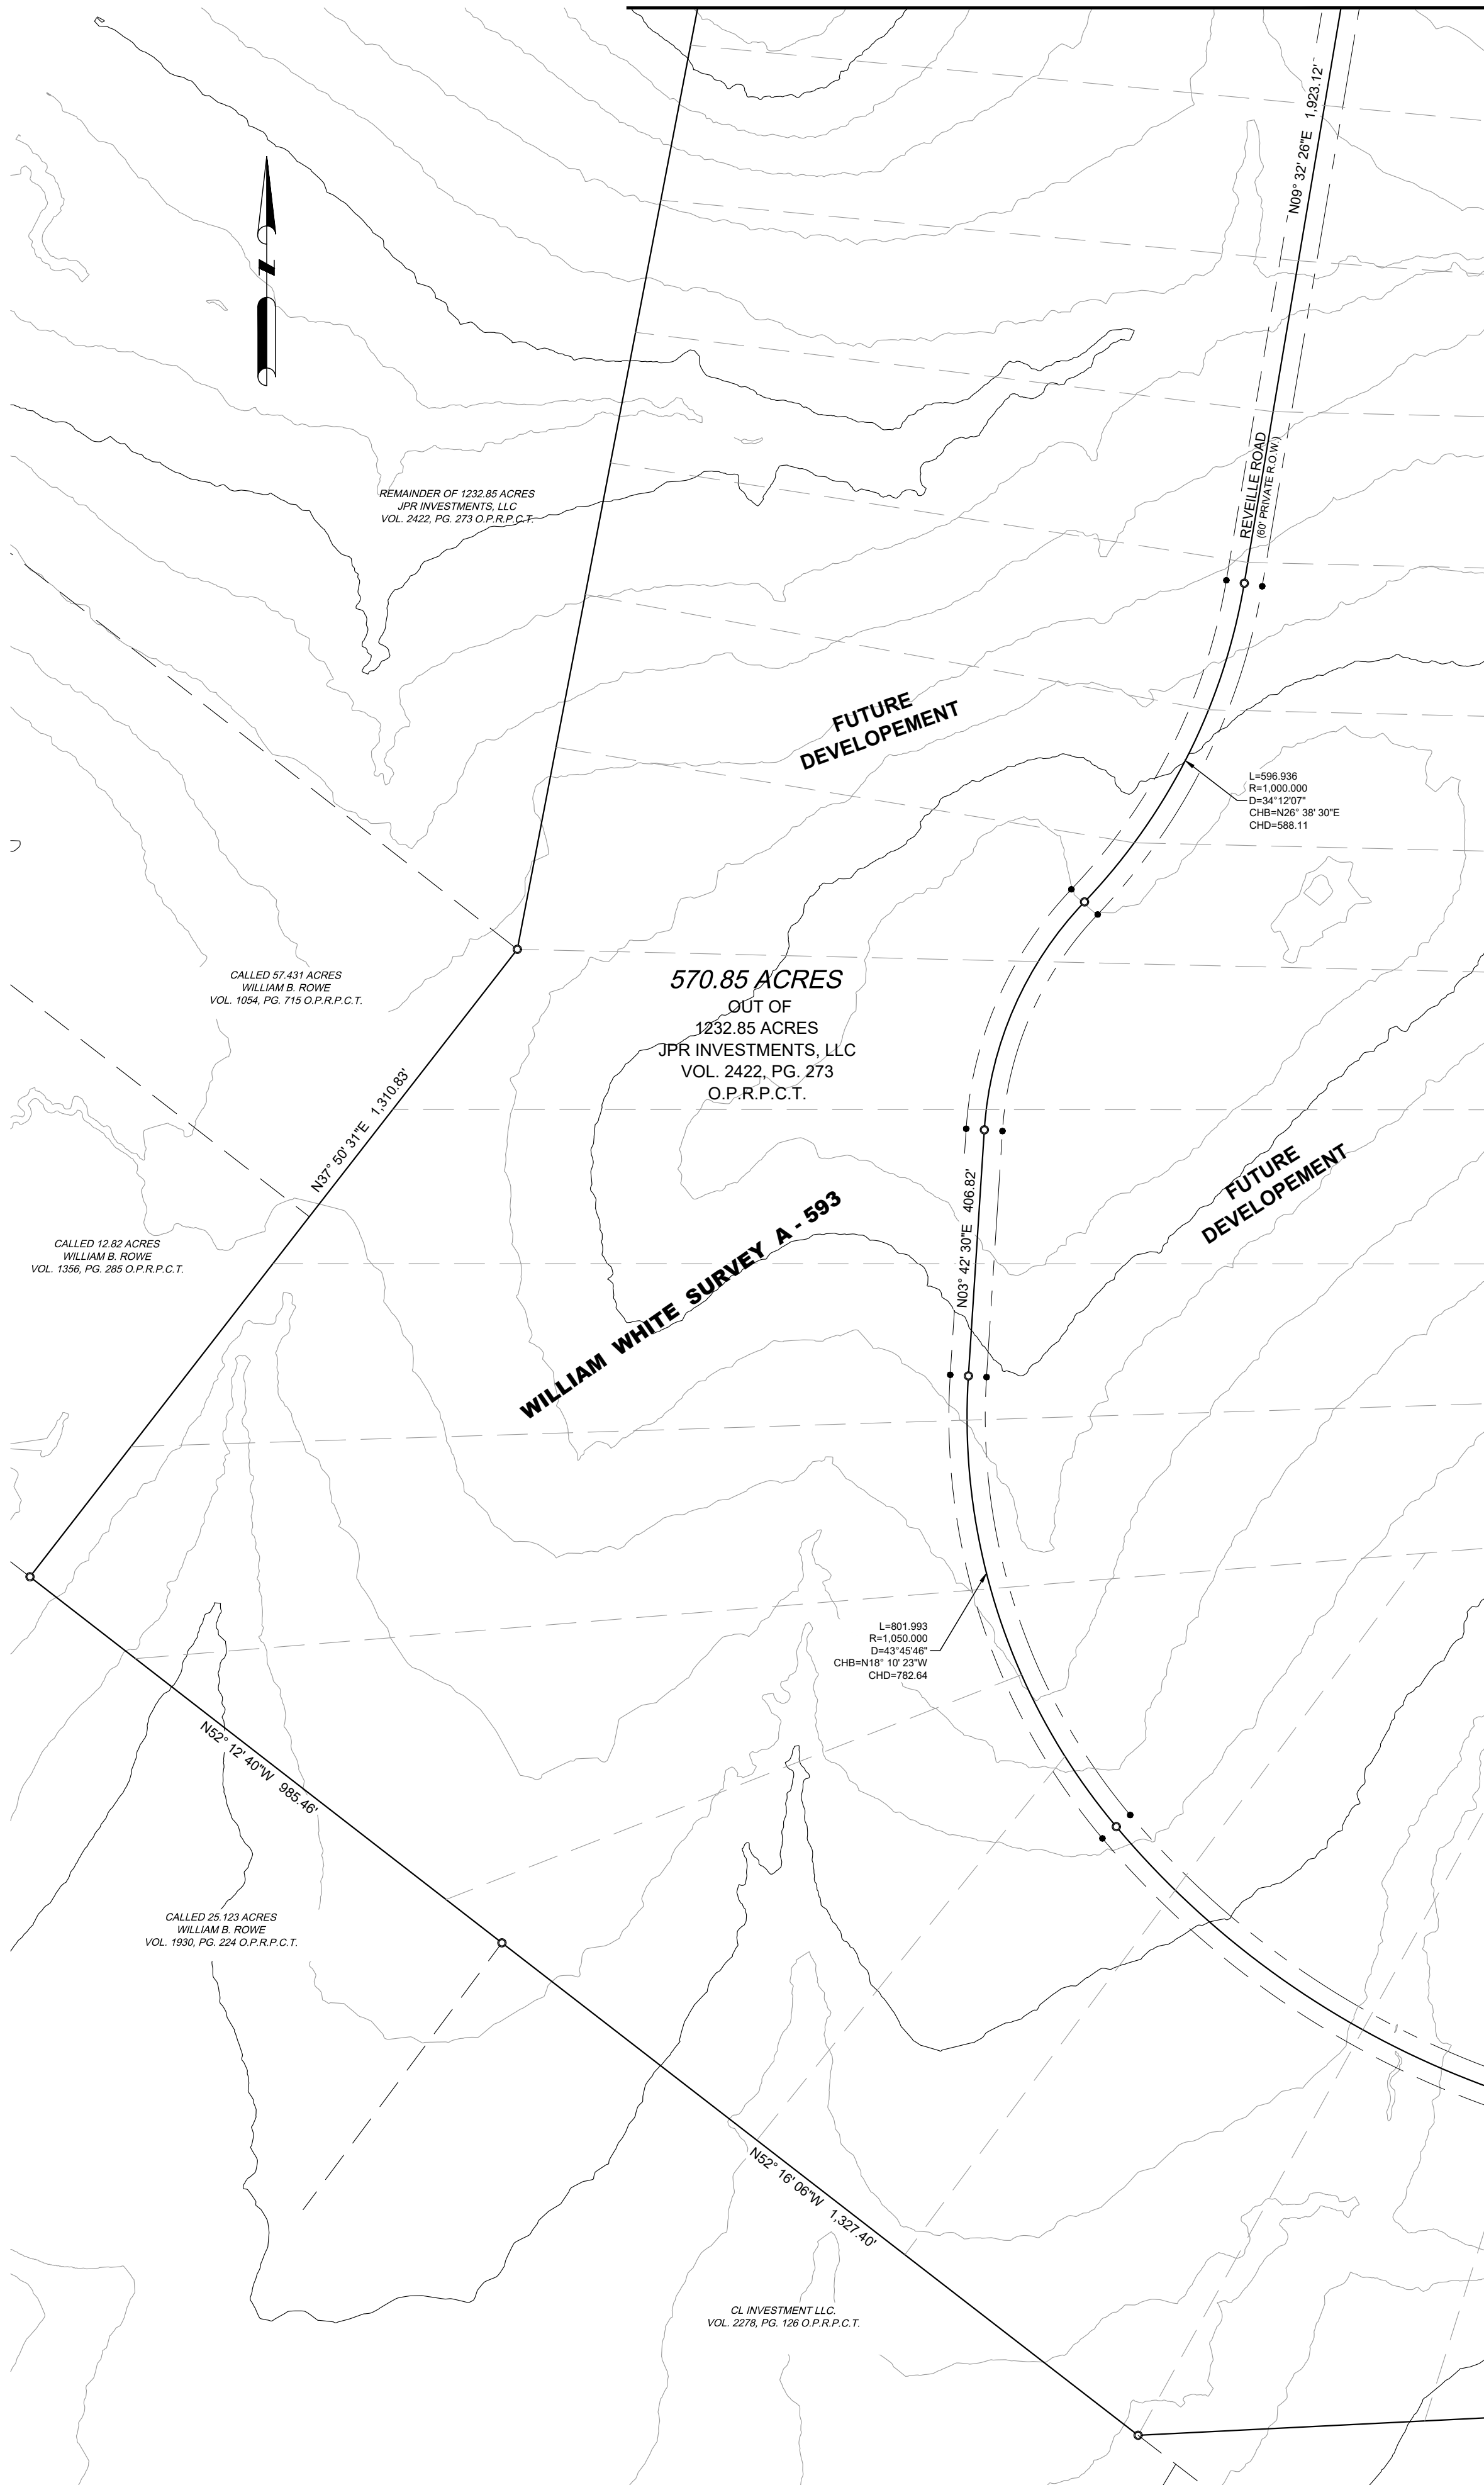 N09° 32' 26"E 1,923.12'
N
REVEILLE ROAD
(60' PRIVATE R.O.W.)
REMAINDER OF 1232.85 ACRES
JPR INVESTMENTS, LLC
VOL. 2422, PG. 273 O.P.R.P.C.T.
FUTURE
DEVELOPEMENT
L=596.936
R=1,000.000
D=34°12'07"
CHB=N26° 38' 30"E
CHD=588.11
CALLED 57.431 ACRES
WILLIAM B. ROWE
VOL. 1054, PG. 715 O.P.R.P.C.T.
570.85 ACRES
OUT OF
1232.85 ACRES
JPR INVESTMENTS, LLC
VOL. 2422, PG. 273
O.P.R.P.C.T.
N37° 50' 31"E 1,310.83'
FUTURE
DEVELOPEMENT
N03° 42' 30"E 406.82'
WILLIAM WHITE SURVEY A - 593
CALLED 12.82 ACRES
WILLIAM B. ROWE
VOL. 1356, PG. 285 O.P.R.P.C.T.
L=801.993
R=1,050.000
D=43°45'46"
CHB=N18° 10' 23"W
CHD=782.64
N52° 12' 40"W 985.46'
CALLED 25.123 ACRES
WILLIAM B. ROWE
VOL. 1930, PG. 224 O.P.R.P.C.T.
N52° 16' 06"W 1,327.40'
CL INVESTMENT LLC.
VOL. 2278, PG. 126 O.P.R.P.C.T.